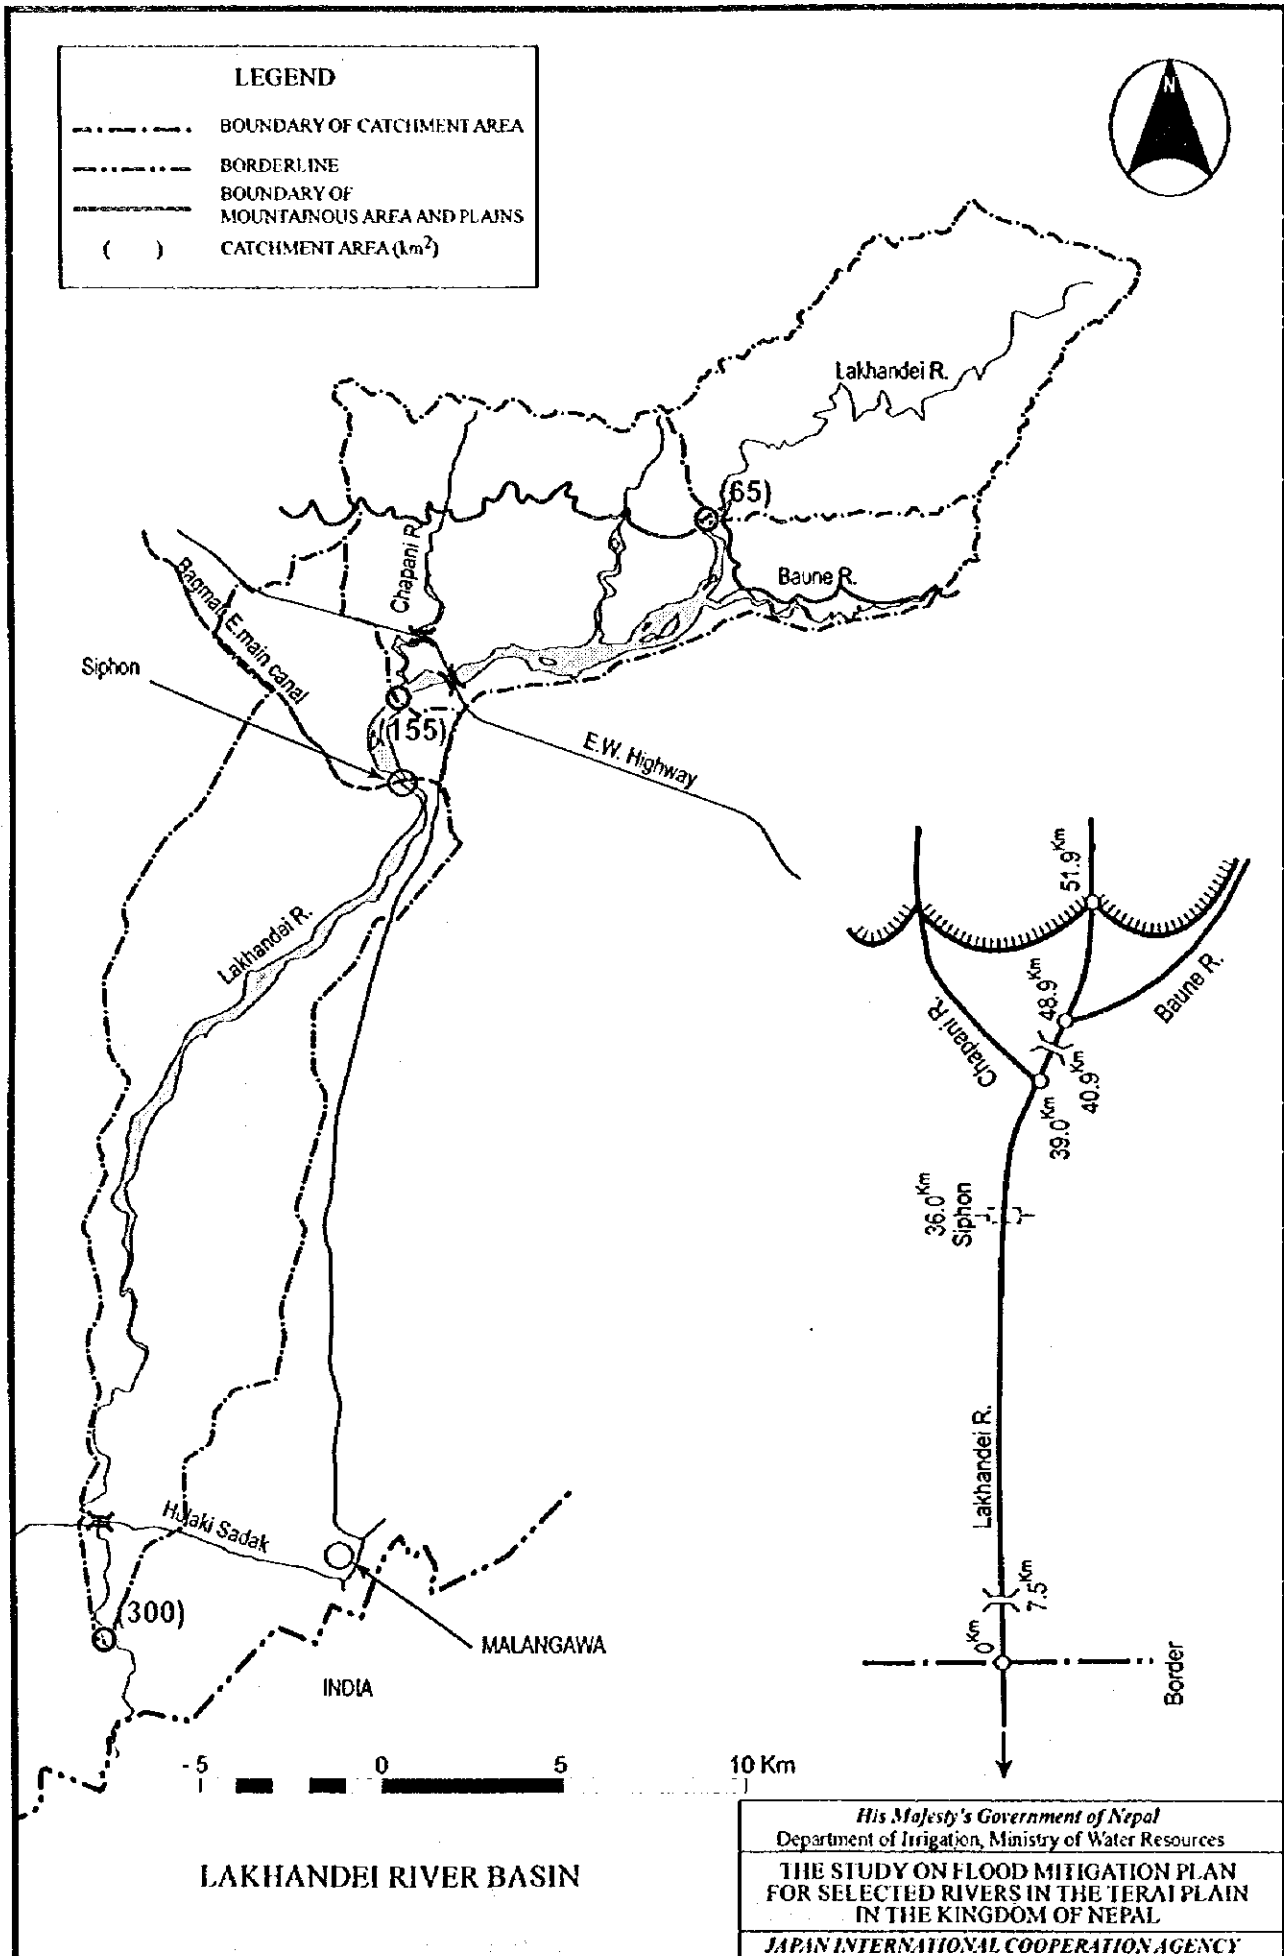 LEGEND
BOUNDARY OF CATCHMENT AREA
BORDERLINE
BOUNDARY OF
MOUNTAINOUS AREA AND PLAINS
( ) CATCHMENT AREA (km²)
N
Lakhandei R.
(65)
Chapani R.
Baune R.
Bagmati E.main canal
Siphon
(155)
E.W. Highway
Lakhandei R.
51.9Km
48.9Km
Baune R.
Chapani R.
40.9Km
39.0Km
36.0Km
Siphon
Lakhandei R.
Hulaki Sadak
(300)
MALANGAWA
INDIA
7.5Km
0Km
Border
- 5 0 5 10 Km
LAKHANDEI RIVER BASIN
His Majesty's Government of Nepal
Department of Irrigation, Ministry of Water Resources
THE STUDY ON FLOOD MITIGATION PLAN
FOR SELECTED RIVERS IN THE TERAI PLAIN
IN THE KINGDOM OF NEPAL
JAPAN INTERNATIONAL COOPERATION AGENCY